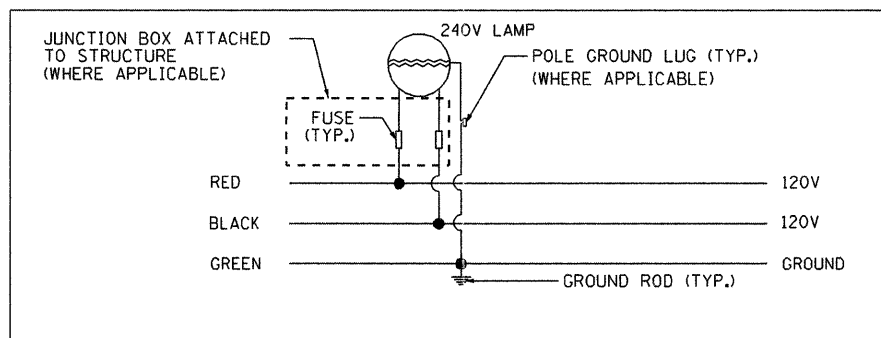 240V LAMP
JUNCTION BOX ATTACHED
TO STRUCTURE
(WHERE APPLICABLE)
POLE GROUND LUG (TYP.)
(WHERE APPLICABLE)
FUSE
(TYP.)
RED
120V
BLACK
120V
GREEN
GROUND
GROUND ROD (TYP.)